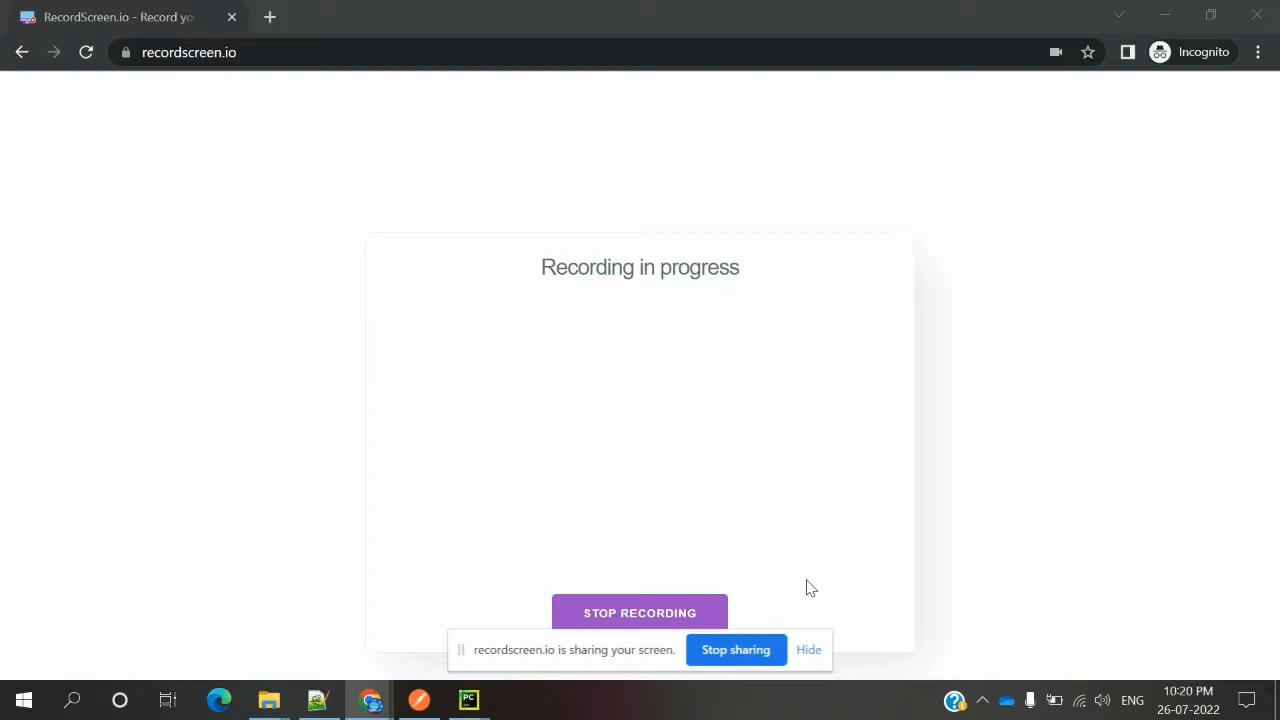 RecordScreen.io - Record yo
recordscreen.io
Incognito
Recording in progress
STOP RECORDING
recordscreen.io is sharing your screen.
Stop sharing
Hide
PC
ENG
10:20 PM
26-07-2022